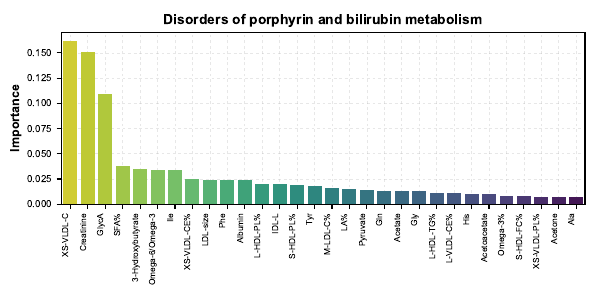 Disorders of porphyrin and bilirubin metabolism
Importance
0.150
0.125
0.100
0.075
0.050
0.025
0.000
XS-VLDL-C
Creatinine
GlycA
SFA%
3-Hydroxybutyrate
Omega-6/Omega-3
Ile
XS-VLDL-CE%
LDL-size
Phe
Albumin
L-HDL-PL%
IDL-L
S-HDL-PL%
Tyr
M-LDL-C%
LA%
Pyruvate
Gln
Acetate
Gly
L-HDL-TG%
L-VLDL-CE%
His
Acetoacetate
Omega-3%
S-HDL-FC%
XS-VLDL-PL%
Acetone
Ala